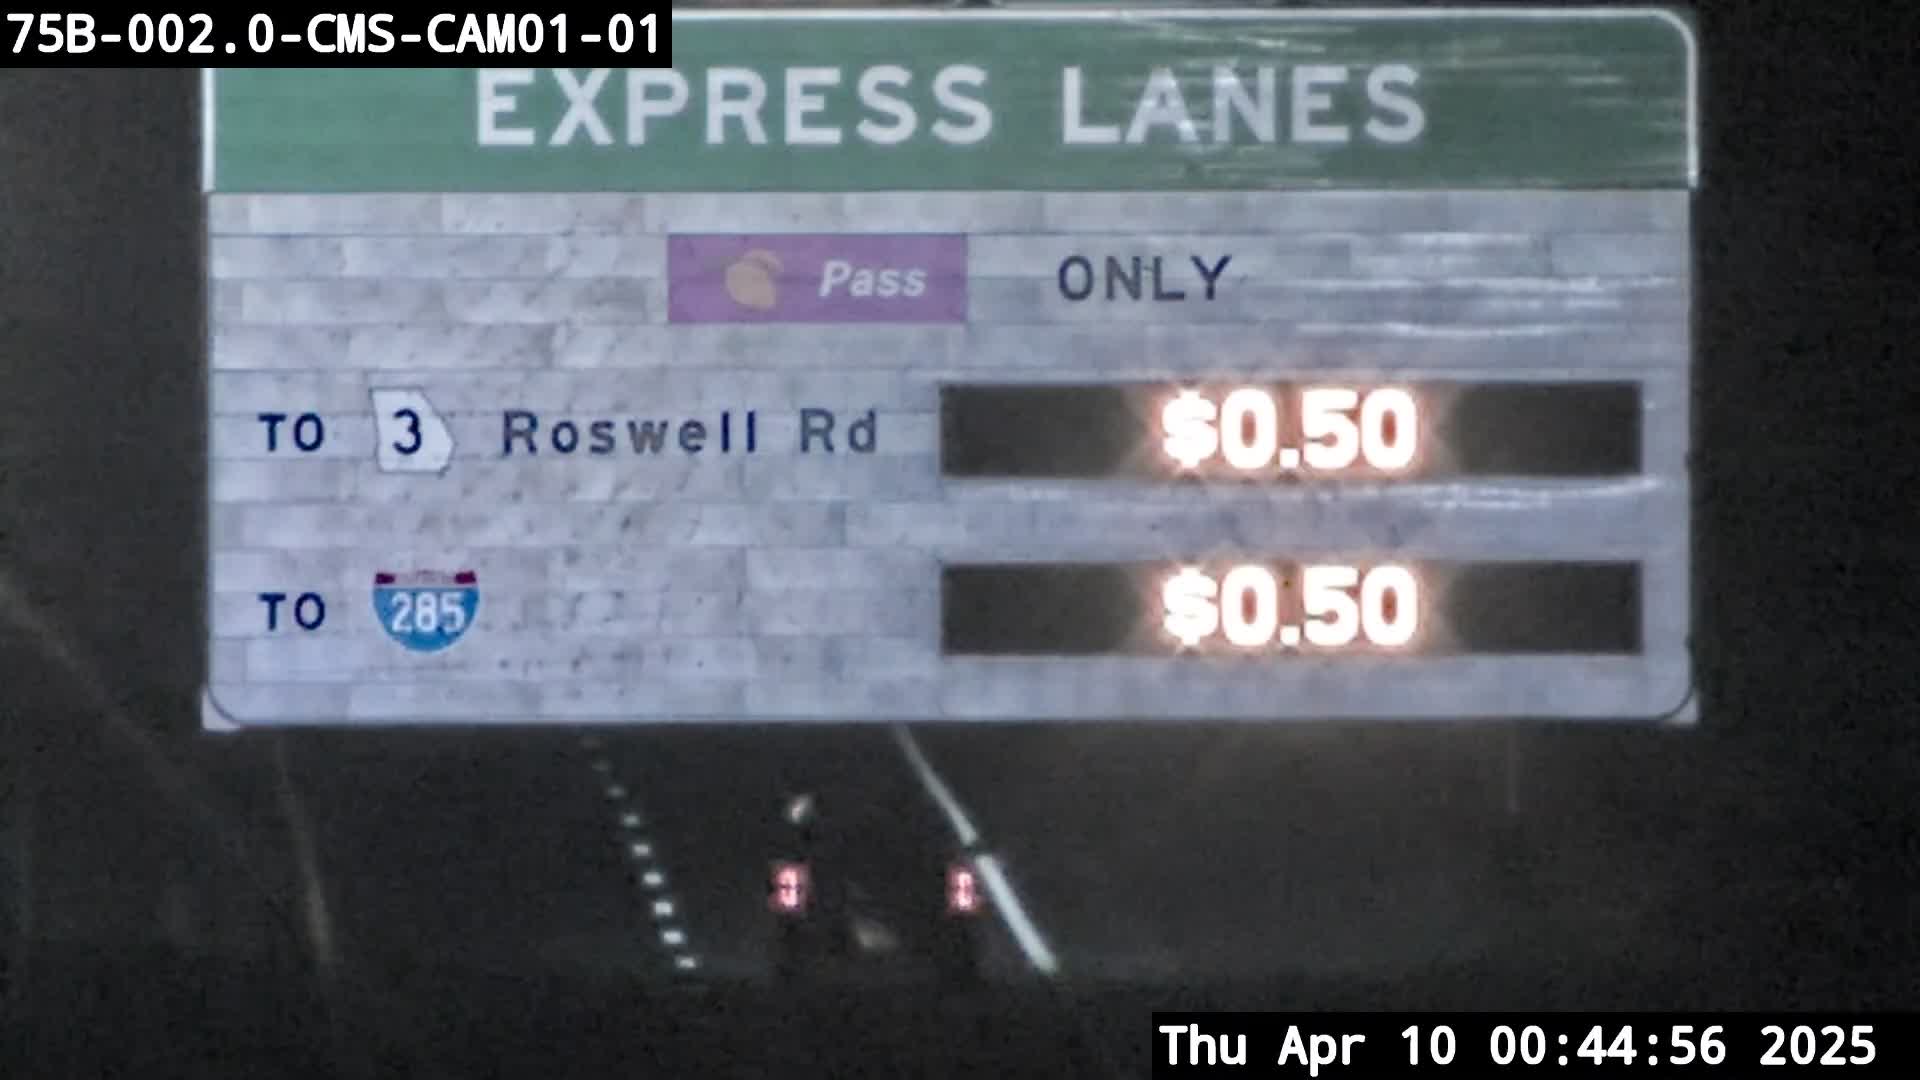 75B-002.0-CMS-CAM01-01
EXPRESS LANES
Pass ONLY
TO 3 Roswell Rd $0.50
TO 285 $0.50
Thu Apr 10 00:44:56 2025